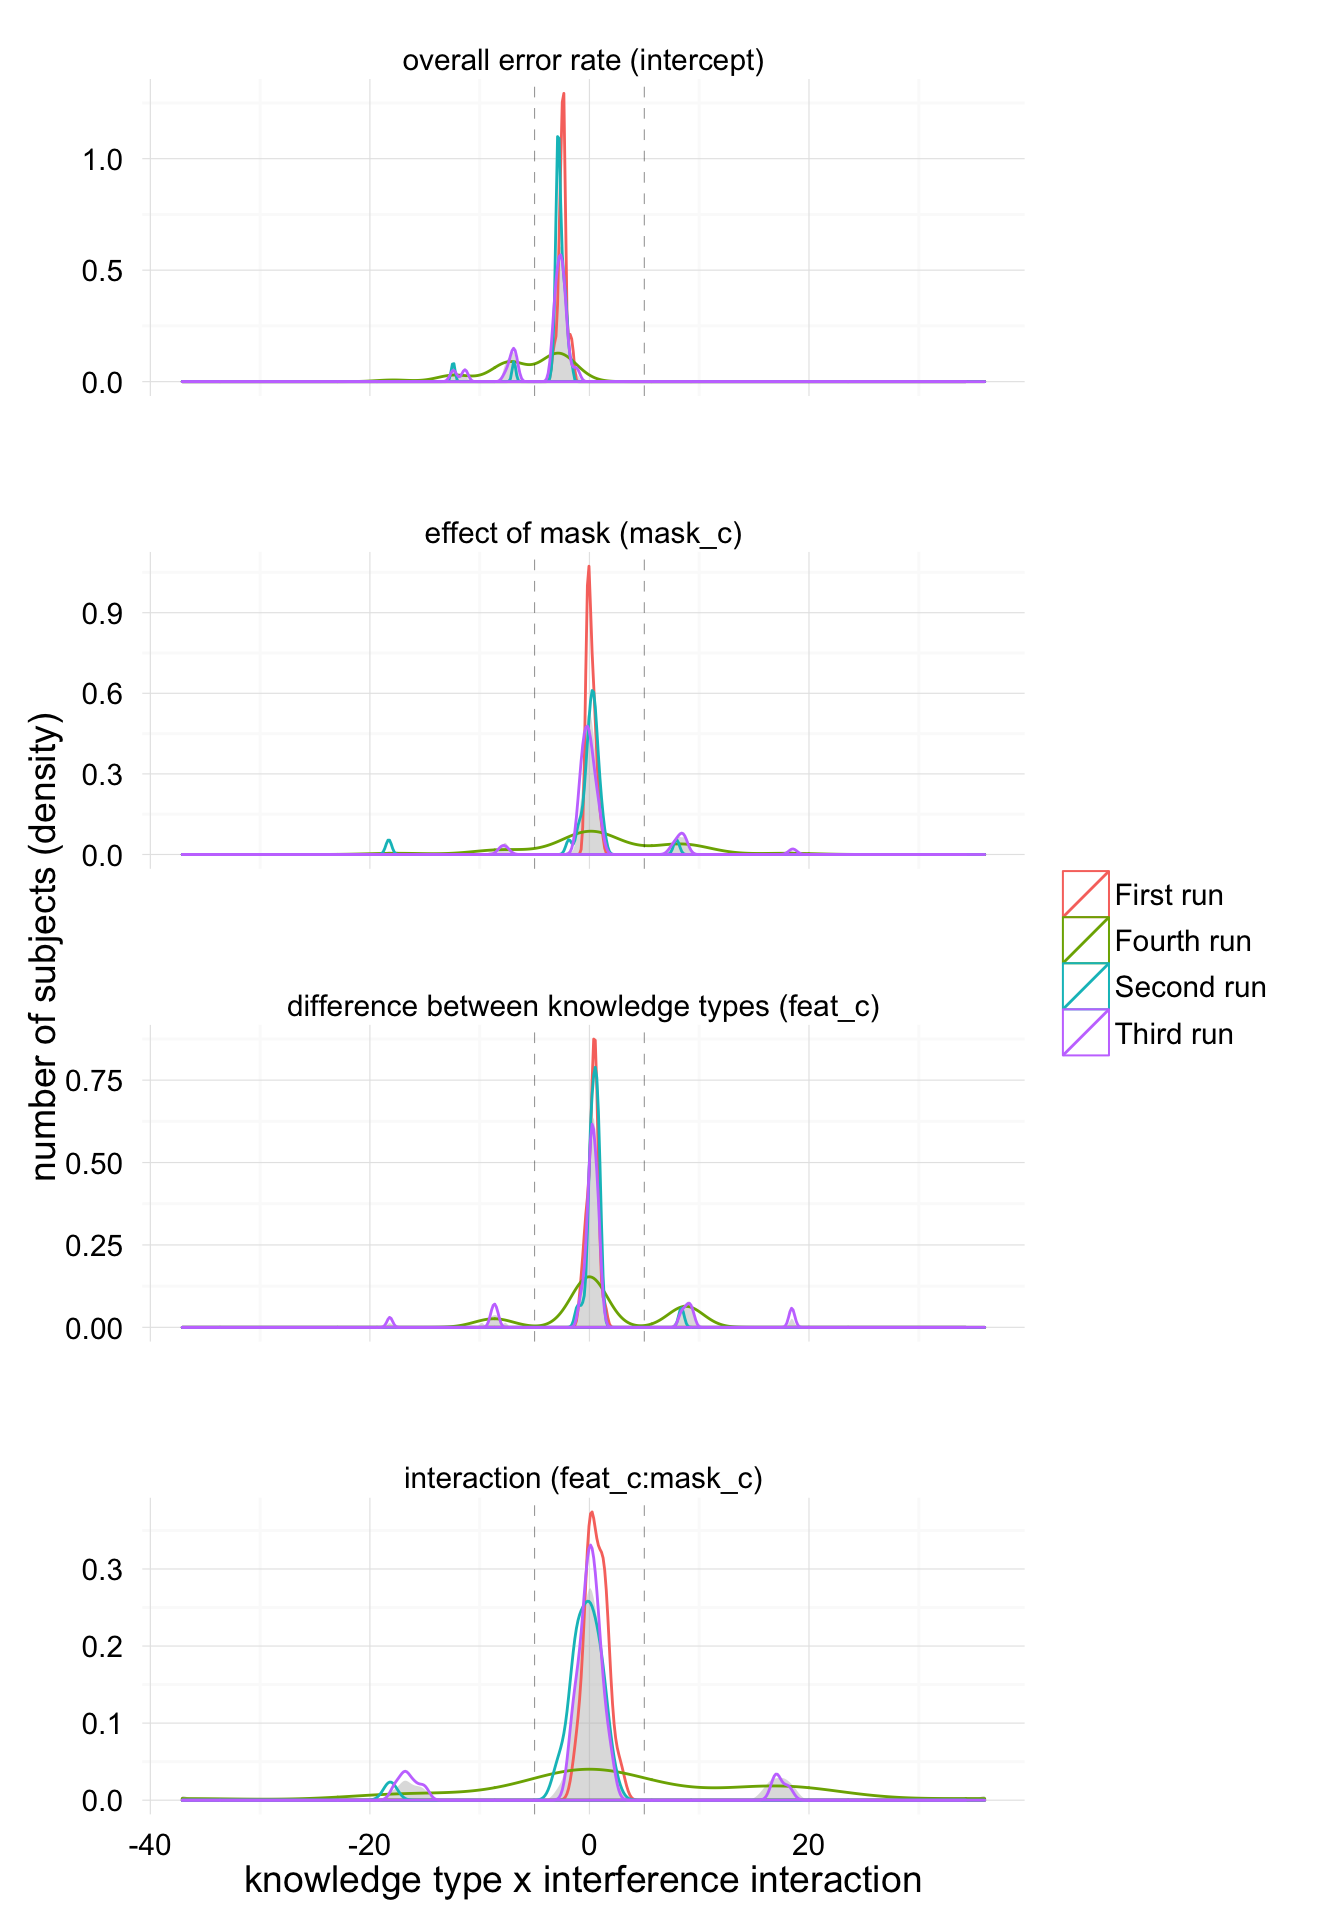 overall error rate (intercept)
1.0
0.5
0.0
effect of mask (mask_c)
0.9
0.6
0.3
0.0
difference between knowledge types (feat_c)
0.75
0.50
0.25
0.00
interaction (feat_c:mask_c)
0.3
0.2
0.1
0.0
-40 -20 0 20
knowledge type x interference interaction
number of subjects (density)
First run
Fourth run
Second run
Third run